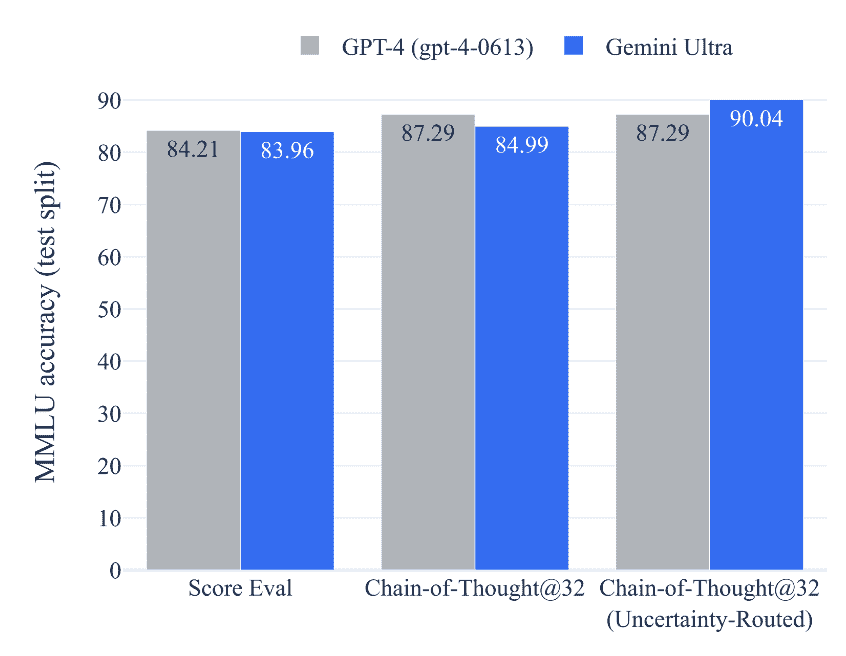 GPT-4 (gpt-4-0613) Gemini Ultra
MMLU accuracy (test split)
90
80
70
60
50
40
30
20
10
0
84.21 83.96
87.29 84.99
87.29 90.04
Score Eval
Chain-of-Thought@32
Chain-of-Thought@32
(Uncertainty-Routed)